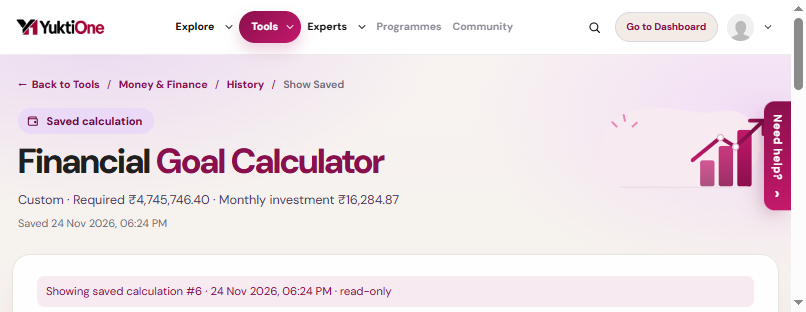 YuktiOne
Explore Tools Experts Programmes Community Go to Dashboard
← Back to Tools / Money & Finance / History / Show Saved
Saved calculation
Financial Goal Calculator
Custom · Required ₹4,745,746.40 · Monthly investment ₹16,284.87
Saved 24 Nov 2026, 06:24 PM
Need help? ›
Showing saved calculation #6 · 24 Nov 2026, 06:24 PM · read-only